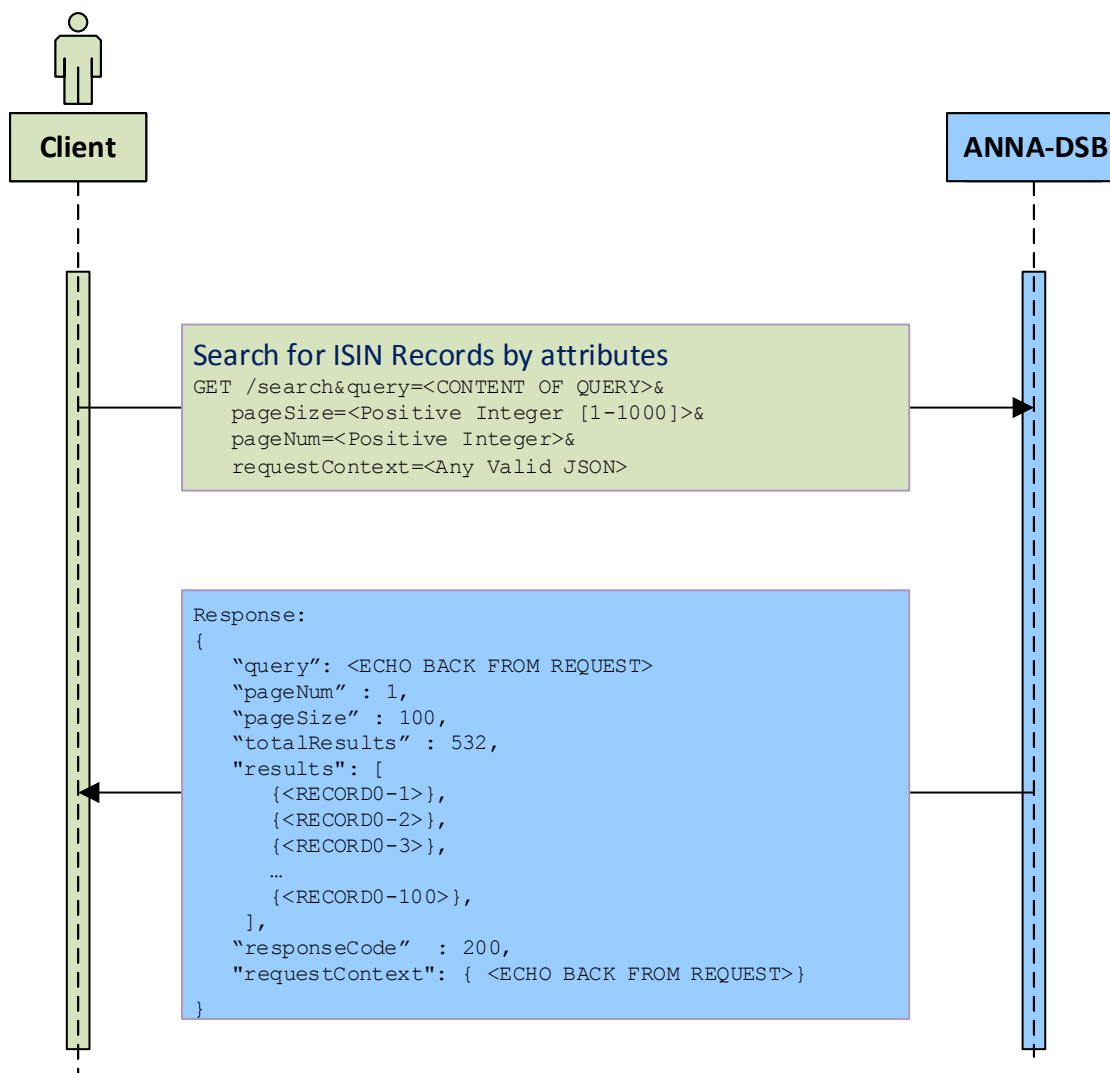 Client
ANNA-DSB
Search for ISIN Records by attributes
GET /search&query=<CONTENT OF QUERY>&
pageSize=<Positive Integer [1-1000]>&
pageNum=<Positive Integer>&
requestContext=<Any Valid JSON>
Response:
{
“query”: <ECHO BACK FROM REQUEST>
“pageNum” : 1,
“pageSize” : 100,
“totalResults” : 532,
"results": [
{<RECORD0-1>},
{<RECORD0-2>},
{<RECORD0-3>},
…
{<RECORD0-100>},
],
“responseCode” : 200,
"requestContext": { <ECHO BACK FROM REQUEST>}
}